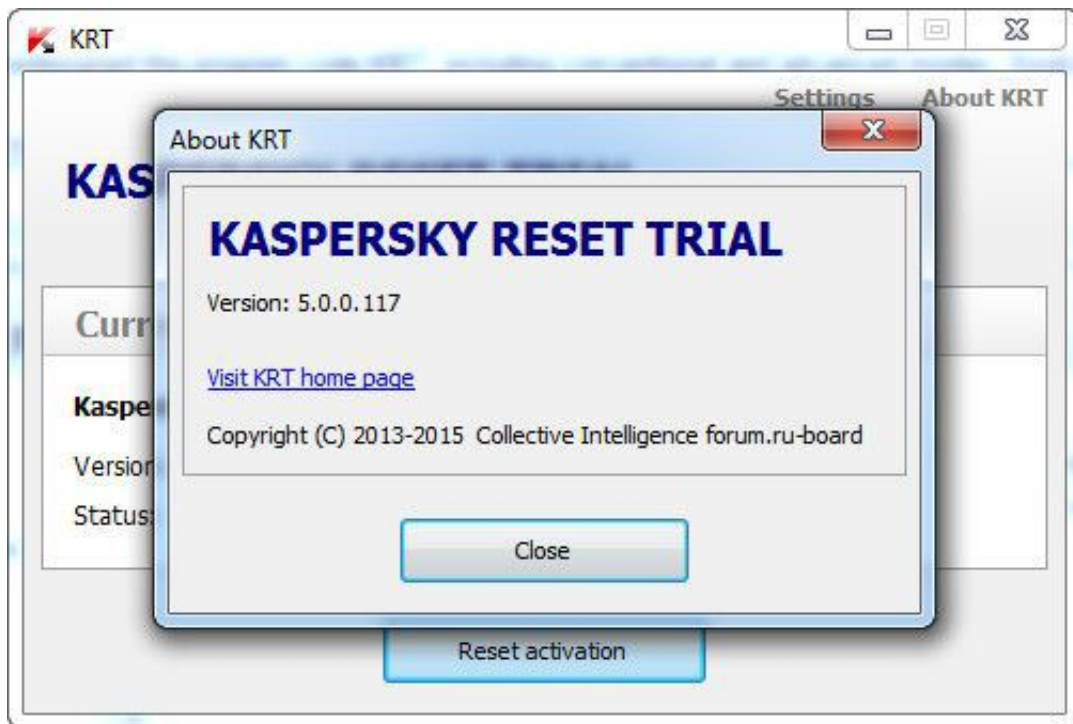 KRT
Settings About KRT
About KRT
KAS
KASPERSKY RESET TRIAL
Version: 5.0.0.117
Visit KRT home page
Copyright (C) 2013-2015 Collective Intelligence forum.ru-board
Curr
Kaspe
Version
Status:
Close
Reset activation